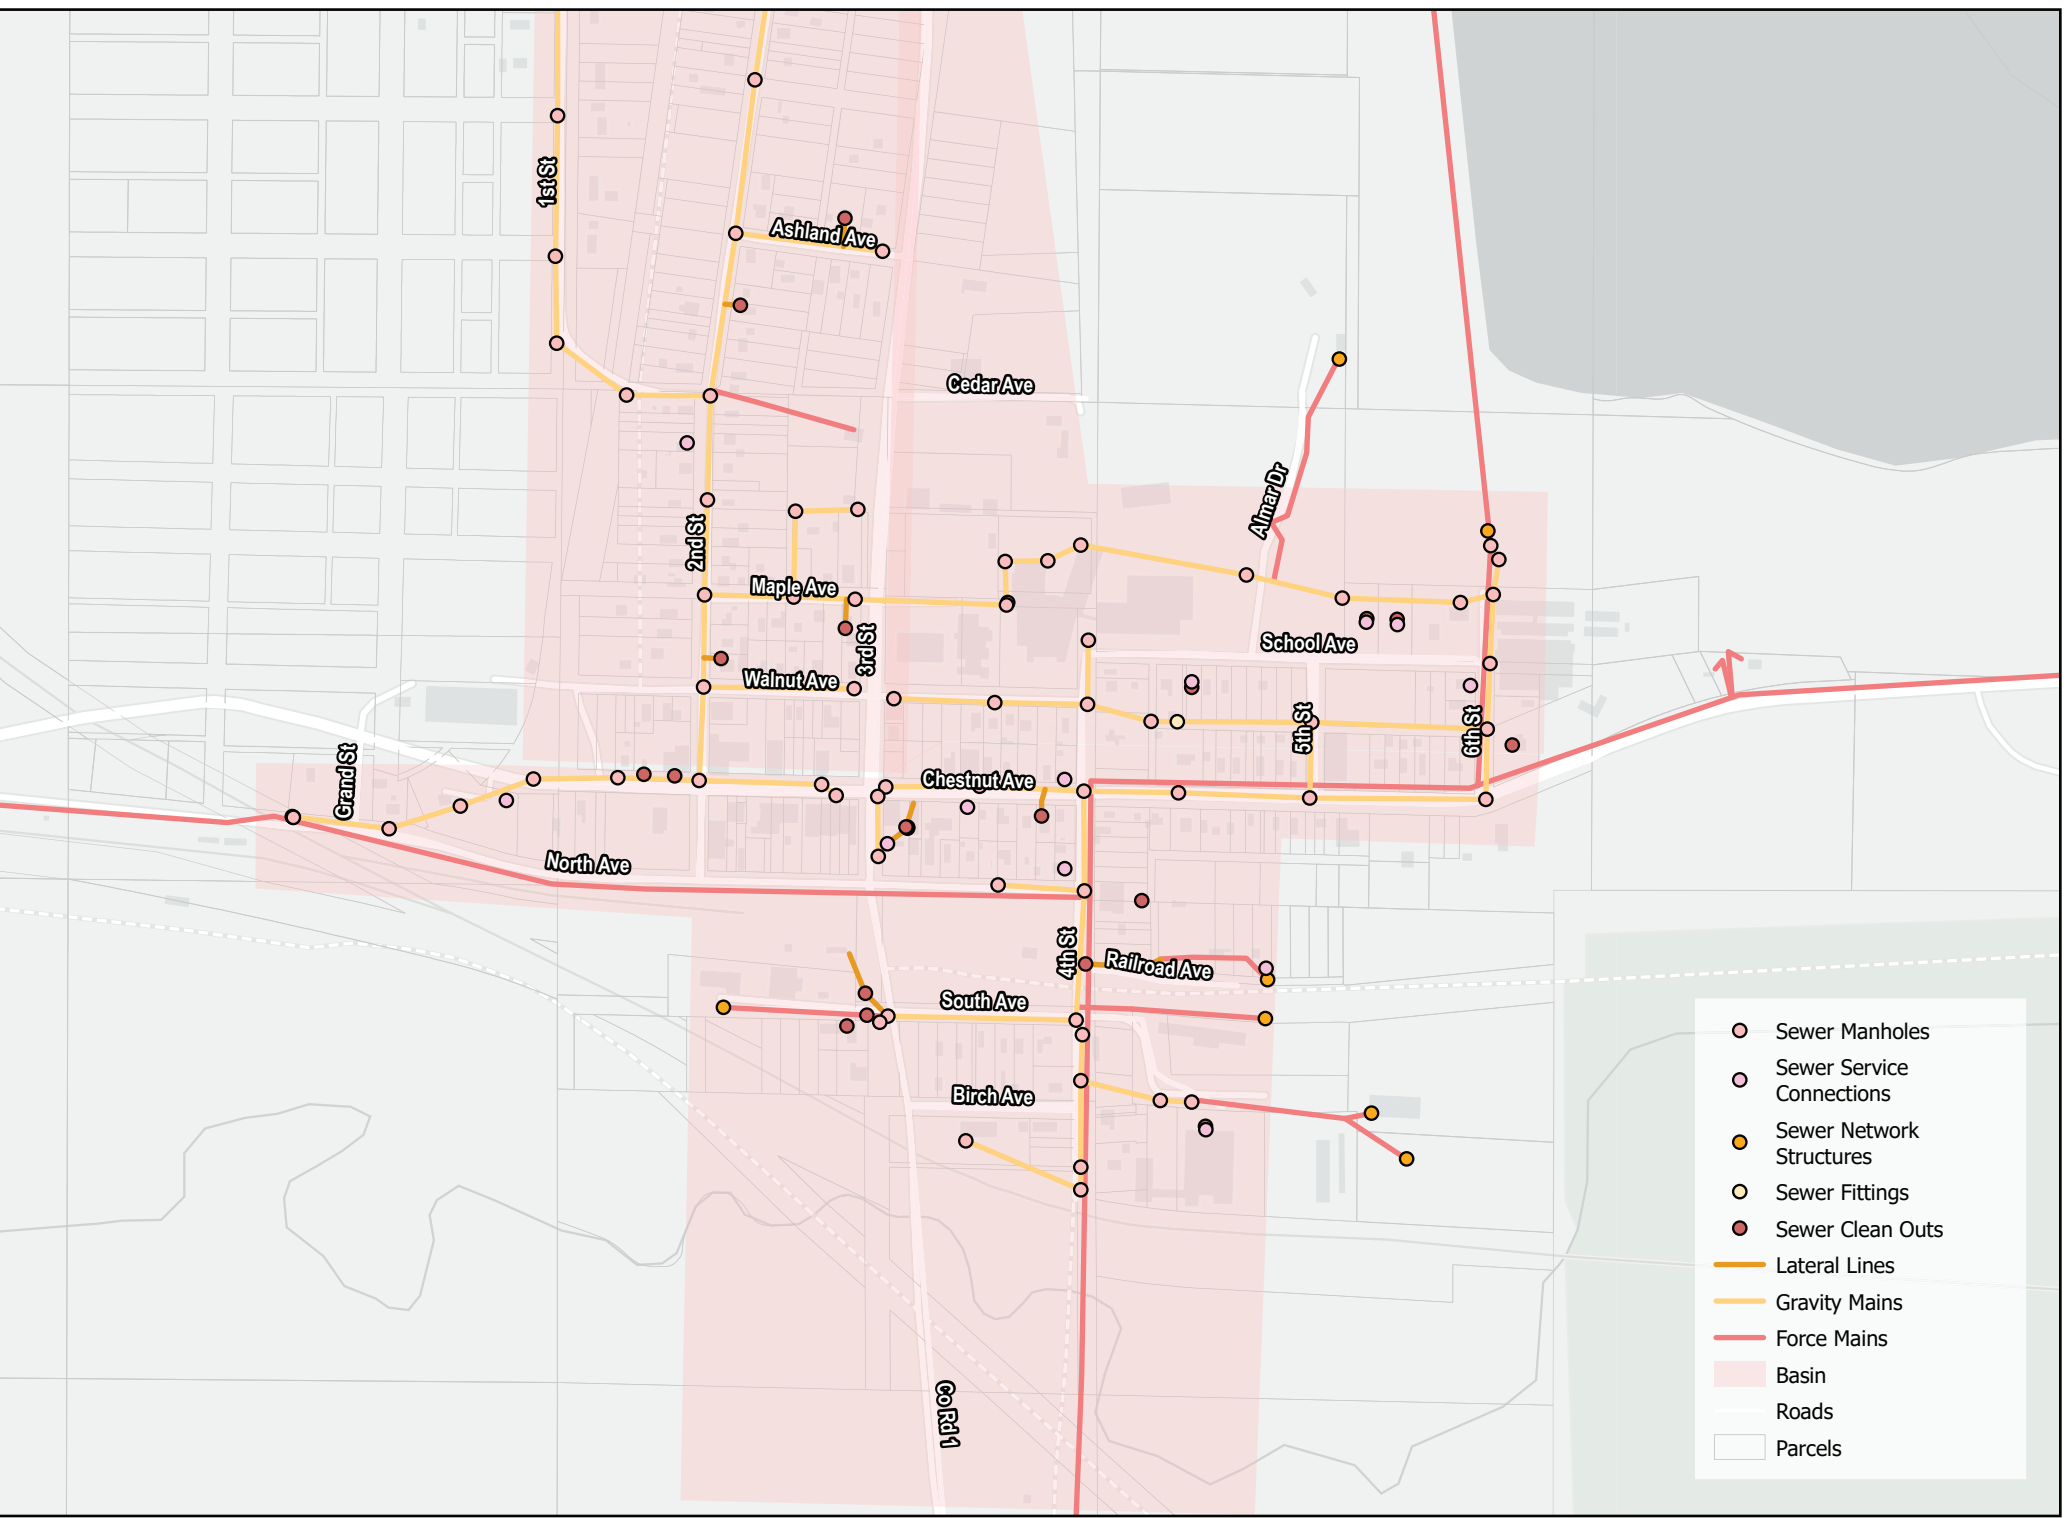 1st St
Ashland Ave
Cedar Ave
Almar Dr
2nd St
Maple Ave
3rd St
School Ave
Walnut Ave
5th St
6th St
Grand St
Chestnut Ave
North Ave
4th St
Railroad Ave
South Ave
Birch Ave
Co Rd 1
Sewer Manholes
Sewer Service
Connections
Sewer Network
Structures
Sewer Fittings
Sewer Clean Outs
Lateral Lines
Gravity Mains
Force Mains
Basin
Roads
Parcels